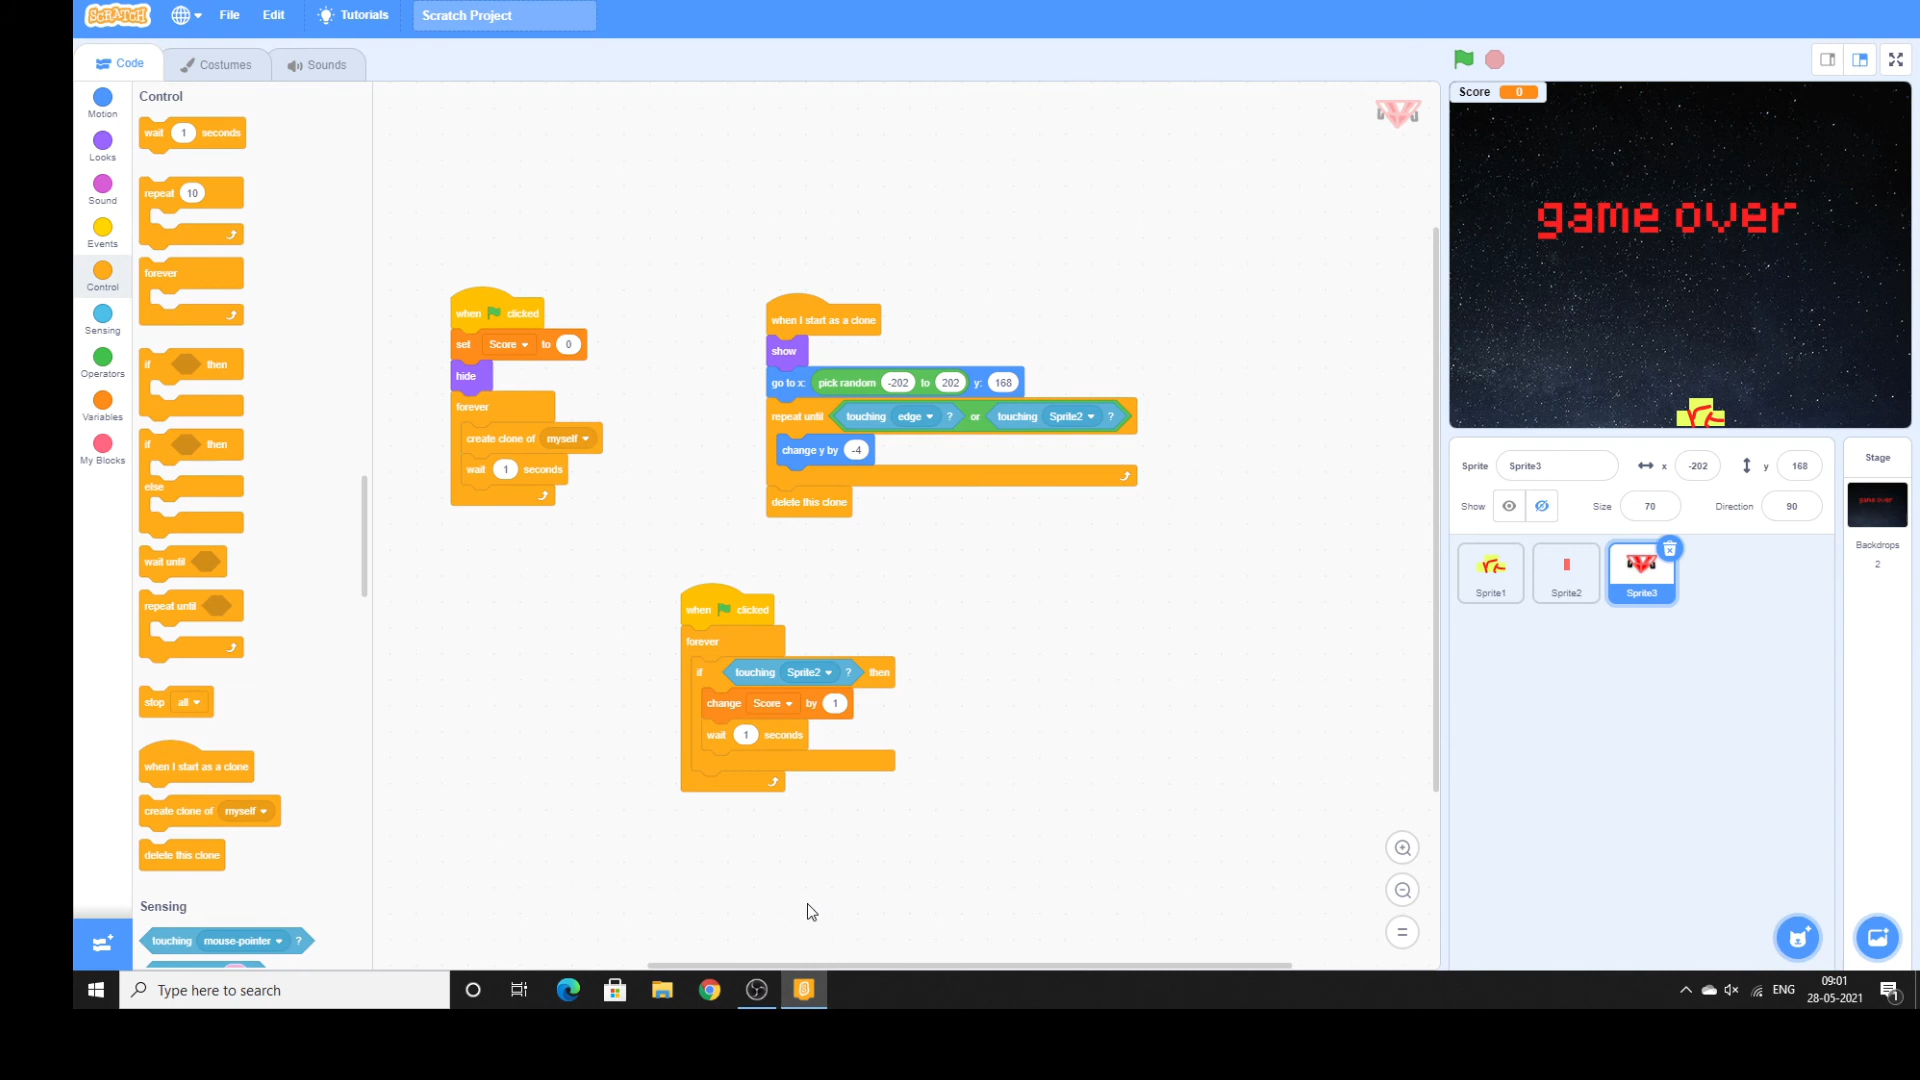 SCRATCH
File
Edit
Tutorials
Scratch Project
Code
Costumes
Sounds
Motion
Looks
Sound
Events
Control
Sensing
Operators
Variables
My Blocks
Control
wait 1 seconds
repeat 10
forever
if then
if then
else
wait until
repeat until
stop all
when I start as a clone
create clone of myself
delete this clone
Sensing
touching mouse-pointer ?
when clicked
set Score to 0
hide
forever
create clone of myself
wait 1 seconds
when I start as a clone
show
go to x: pick random -202 to 202 y: 168
repeat until touching edge ? or touching Sprite2 ?
change y by -4
delete this clone
when clicked
forever
if touching Sprite2 ? then
change Score by 1
wait 1 seconds
Score 0
game over
Sprite Sprite3 x -202 y 168
Show Size 70 Direction 90
Sprite1
Sprite2
Sprite3
Stage
game over
Backdrops
2
Type here to search
ENG
09:01
28-05-2021
1